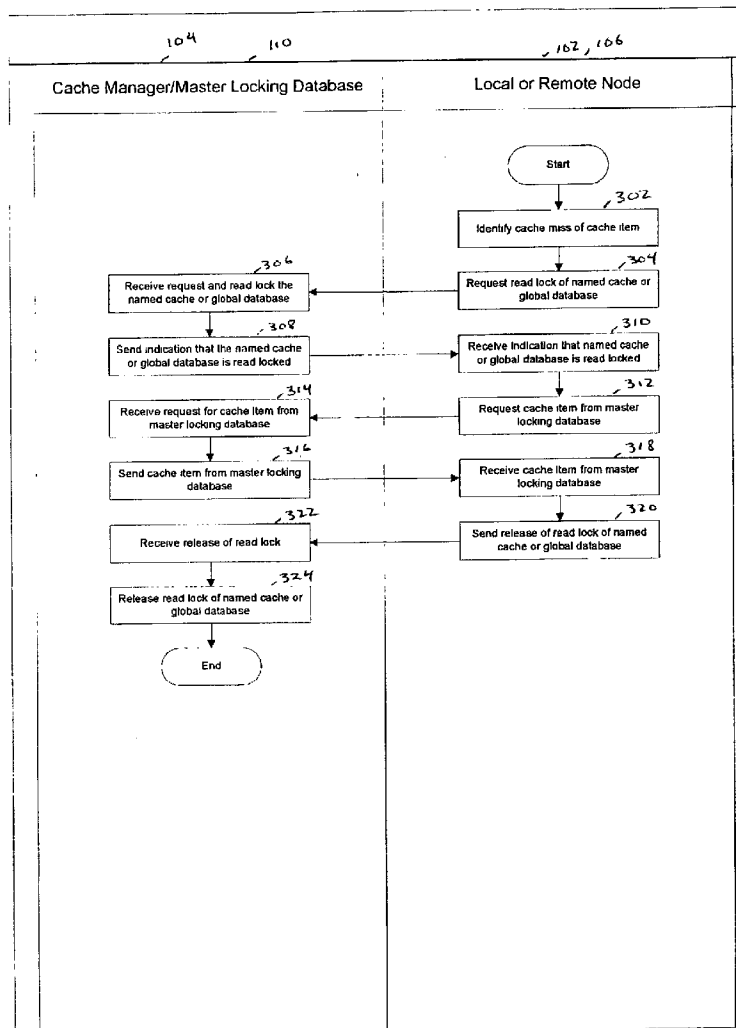 104 110 102, 106
Cache Manager/Master Locking Database
Local or Remote Node
Start
302
Identify cache miss of cache item
304
Request read lock of named cache or
global database
306
Receive request and read lock the
named cache or global database
308
Send indication that the named cache
or global database is read locked
310
Receive indication that named cache
or global database is read locked
312
Request cache item from master
locking database
314
Receive request for cache item from
master locking database
316
Send cache item from master locking
database
318
Receive cache item from master
locking database
320
Send release of read lock of named
cache or global database
322
Receive release of read lock
324
Release read lock of named cache or
global database
End